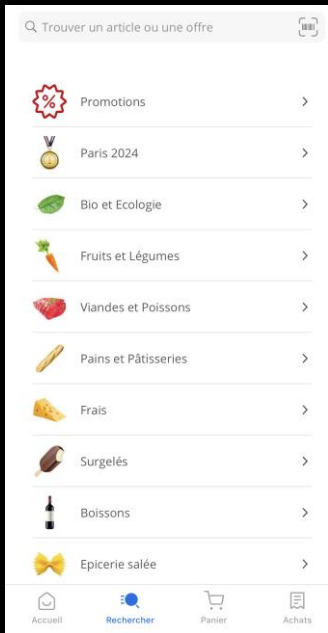 Trouver un article ou une offre
%
Promotions
Paris 2024
Bio et Ecologie
Fruits et Légumes
Viandes et Poissons
Pains et Pâtisseries
Frais
Surgelés
Boissons
Epicerie salée
Accueil
Rechercher
Panier
Achats